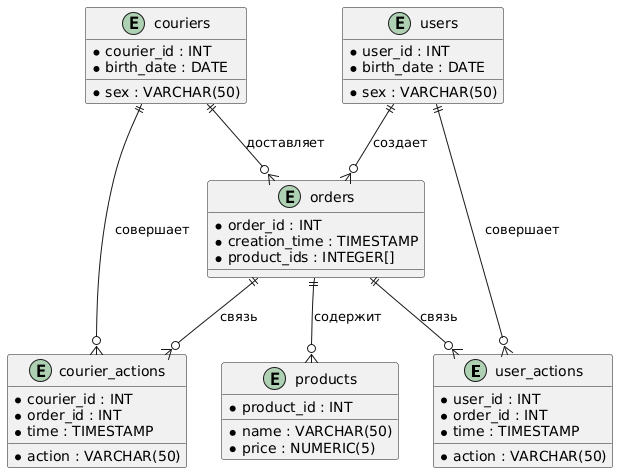 E couriers
* courier_id : INT
* birth_date : DATE
* sex : VARCHAR(50)
E users
* user_id : INT
* birth_date : DATE
* sex : VARCHAR(50)
доставляет
создает
E orders
* order_id : INT
* creation_time : TIMESTAMP
* product_ids : INTEGER[]
совершает
совершает
связь
содержит
связь
E courier_actions
* courier_id : INT
* order_id : INT
* time : TIMESTAMP
* action : VARCHAR(50)
E products
* product_id : INT
* name : VARCHAR(50)
* price : NUMERIC(5)
E user_actions
* user_id : INT
* order_id : INT
* time : TIMESTAMP
* action : VARCHAR(50)